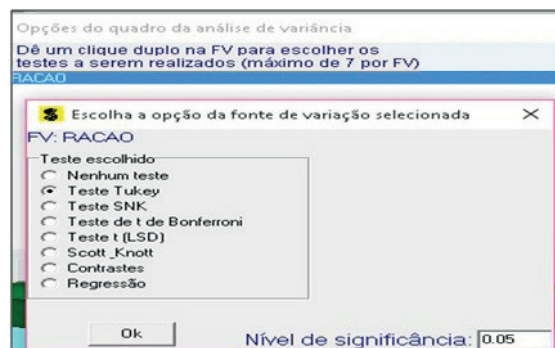 Opções do quadro da análise de variância
Dê um clique duplo na FV para escolher os
testes a serem realizados (máximo de 7 por FV)
RACAO
Escolha a opção da fonte de variação selecionada
FV: RACAO
Teste escolhido
Nenhum teste
Teste Tukey
Teste SNK
Teste de t de Bonferroni
Teste t (LSD)
Scott_Knott
Contrastes
Regressão
Ok
Nível de significância: 0.05